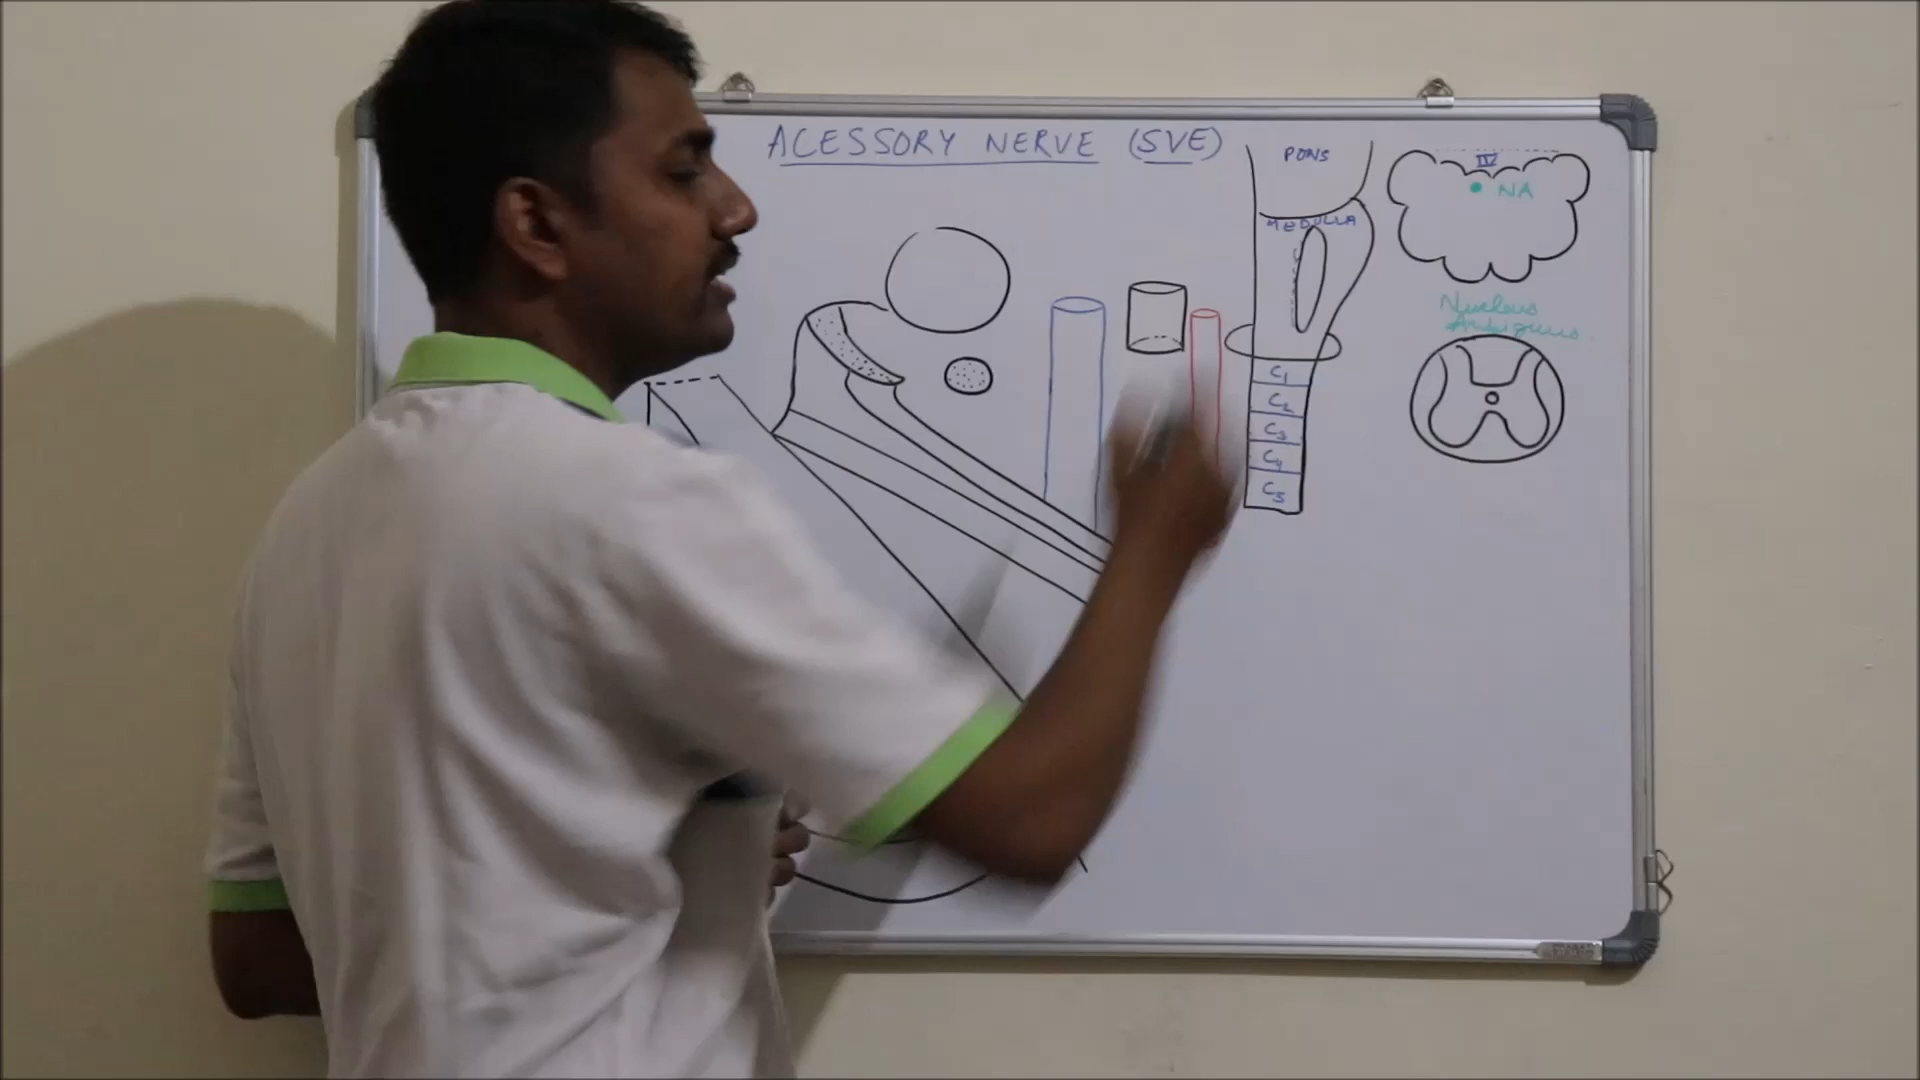 ACESSORY NERVE (SVE)
PONS
MEDULLA
IV
NA
Nucleus
Ambiguus
C1
C2
C3
C4
C5